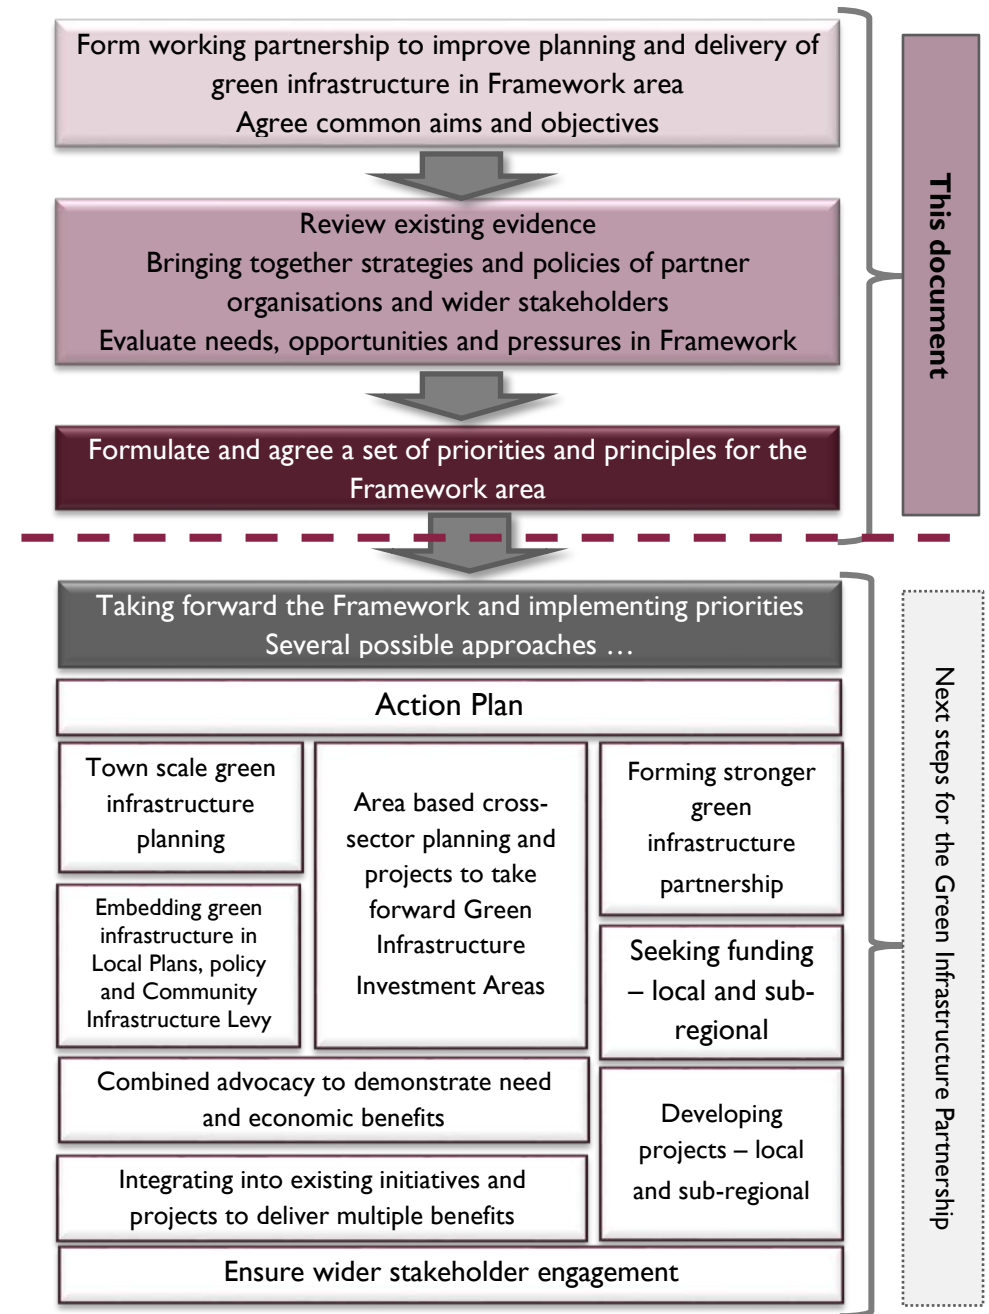 Form working partnership to improve planning and delivery of
green infrastructure in Framework area
Agree common aims and objectives
Review existing evidence
Bringing together strategies and policies of partner
organisations and wider stakeholders
Evaluate needs, opportunities and pressures in Framework
Formulate and agree a set of priorities and principles for the
Framework area
This document
Taking forward the Framework and implementing priorities
Several possible approaches …
Action Plan
Town scale green
infrastructure
planning
Embedding green
infrastructure in
Local Plans, policy
and Community
Infrastructure Levy
Area based cross-
sector planning and
projects to take
forward Green
Infrastructure
Investment Areas
Forming stronger
green
infrastructure
partnership
Seeking funding
– local and sub-
regional
Combined advocacy to demonstrate need
and economic benefits
Integrating into existing initiatives and
projects to deliver multiple benefits
Developing
projects – local
and sub-regional
Ensure wider stakeholder engagement
Next steps for the Green Infrastructure Partnership